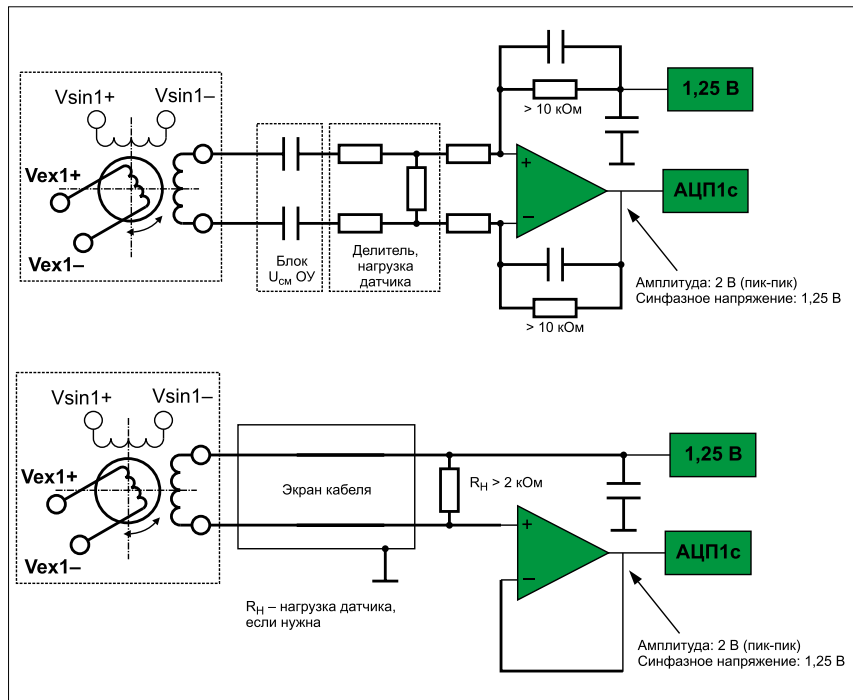 Vsin1+
Vsin1–
Vex1+
Vex1–
Блок
Uсм ОУ
Делитель,
нагрузка
датчика
> 10 кОм
1,25 В
+
–
АЦП1с
> 10 кОм
Амплитуда: 2 В (пик-пик)
Синфазное напряжение: 1,25 В
Vsin1+
Vsin1–
Vex1+
Vex1–
Экран кабеля
RН > 2 кОм
1,25 В
+
–
АЦП1с
RН – нагрузка датчика,
если нужна
Амплитуда: 2 В (пик-пик)
Синфазное напряжение: 1,25 В